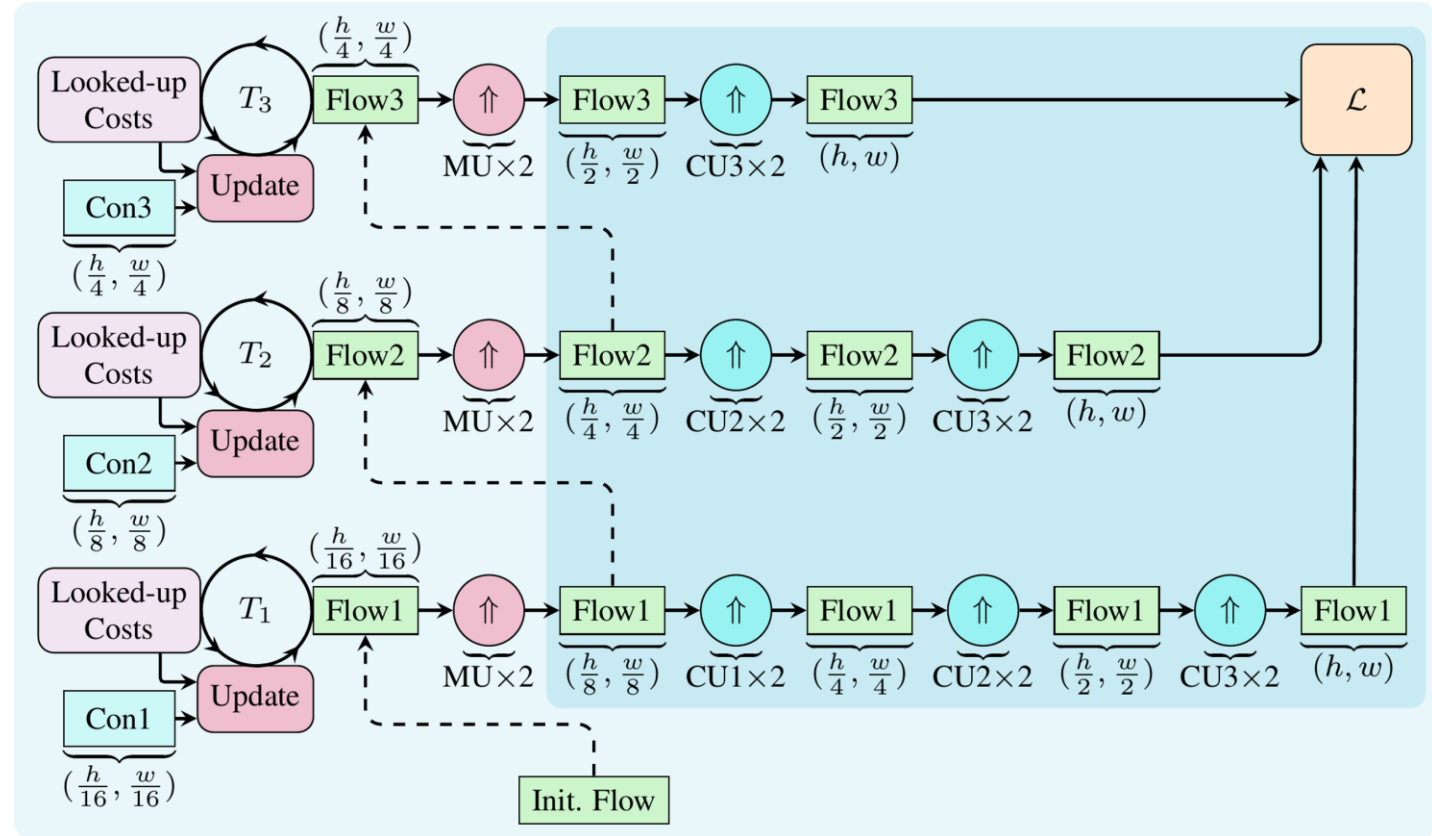 (h/4, w/4)
Looked-up
Costs
T₃
Flow3
⇑
Flow3
⇑
Flow3
ℒ
MU×2
(h/2, w/2)
CU3×2
(h, w)
Update
Con3
(h/4, w/4)
(h/8, w/8)
Looked-up
Costs
T₂
Flow2
⇑
Flow2
⇑
Flow2
⇑
Flow2
MU×2
(h/4, w/4)
CU2×2
(h/2, w/2)
CU3×2
(h, w)
Update
Con2
(h/8, w/8)
(h/16, w/16)
Looked-up
Costs
T₁
Flow1
⇑
Flow1
⇑
Flow1
⇑
Flow1
⇑
Flow1
MU×2
(h/8, w/8)
CU1×2
(h/4, w/4)
CU2×2
(h/2, w/2)
CU3×2
(h, w)
Update
Con1
(h/16, w/16)
Init. Flow